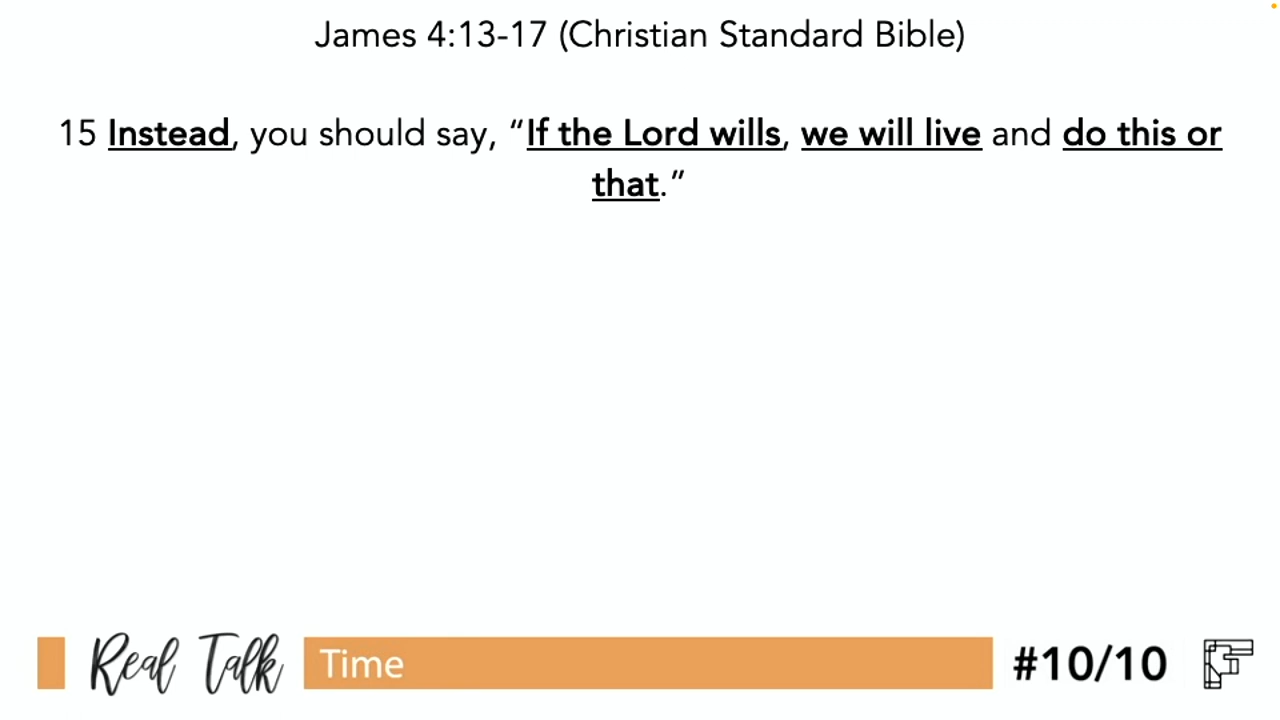 James 4:13-17 (Christian Standard Bible)
15 Instead, you should say, “If the Lord wills, we will live and do this or
that.”
Real Talk
Time
#10/10